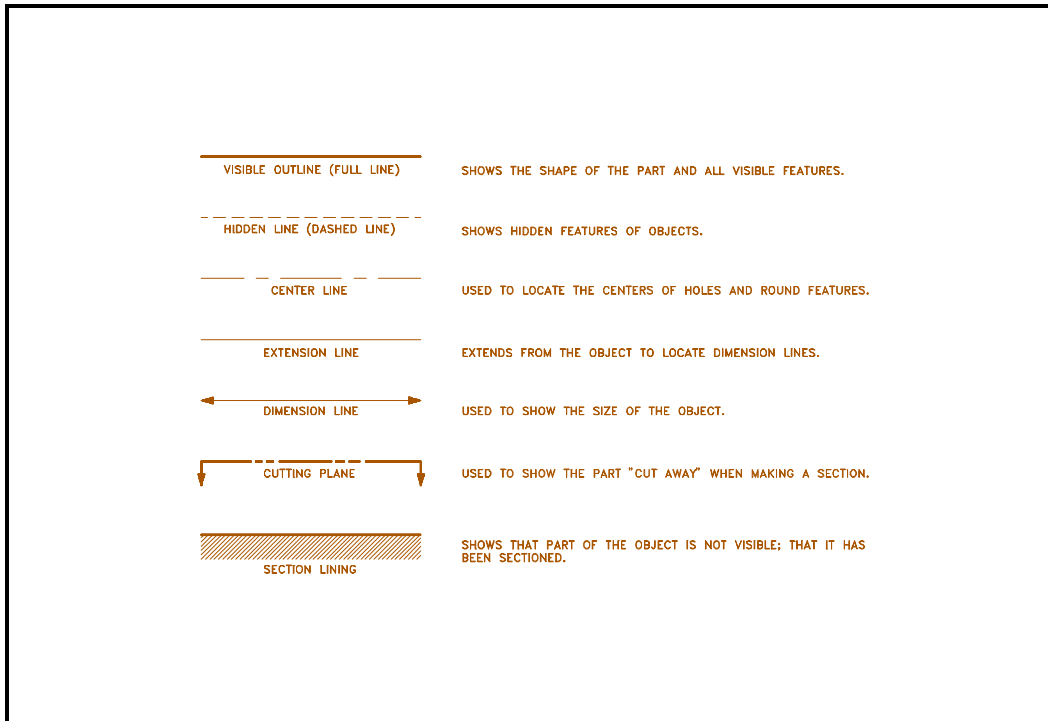 VISIBLE OUTLINE (FULL LINE)
SHOWS THE SHAPE OF THE PART AND ALL VISIBLE FEATURES.
HIDDEN LINE (DASHED LINE)
SHOWS HIDDEN FEATURES OF OBJECTS.
CENTER LINE
USED TO LOCATE THE CENTERS OF HOLES AND ROUND FEATURES.
EXTENSION LINE
EXTENDS FROM THE OBJECT TO LOCATE DIMENSION LINES.
DIMENSION LINE
USED TO SHOW THE SIZE OF THE OBJECT.
CUTTING PLANE
USED TO SHOW THE PART "CUT AWAY" WHEN MAKING A SECTION.
SECTION LINING
SHOWS THAT PART OF THE OBJECT IS NOT VISIBLE; THAT IT HAS
BEEN SECTIONED.